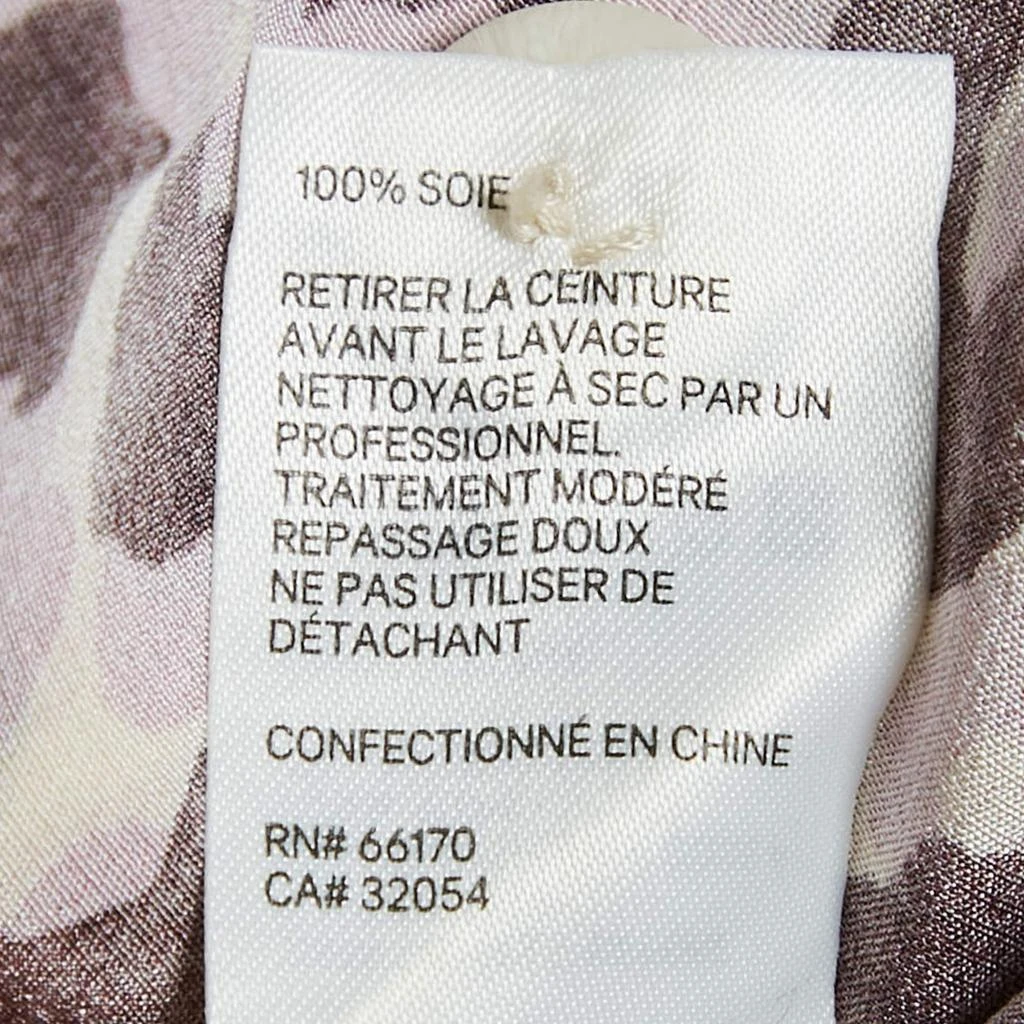 100% SOIE
RETIRER LA CEINTURE
AVANT LE LAVAGE
NETTOYAGE À SEC PAR UN
PROFESSIONNEL.
TRAITEMENT MODÉRÉ
REPASSAGE DOUX
NE PAS UTILISER DE
DÉTACHANT
CONFECTIONNÉ EN CHINE
RN# 66170
CA# 32054